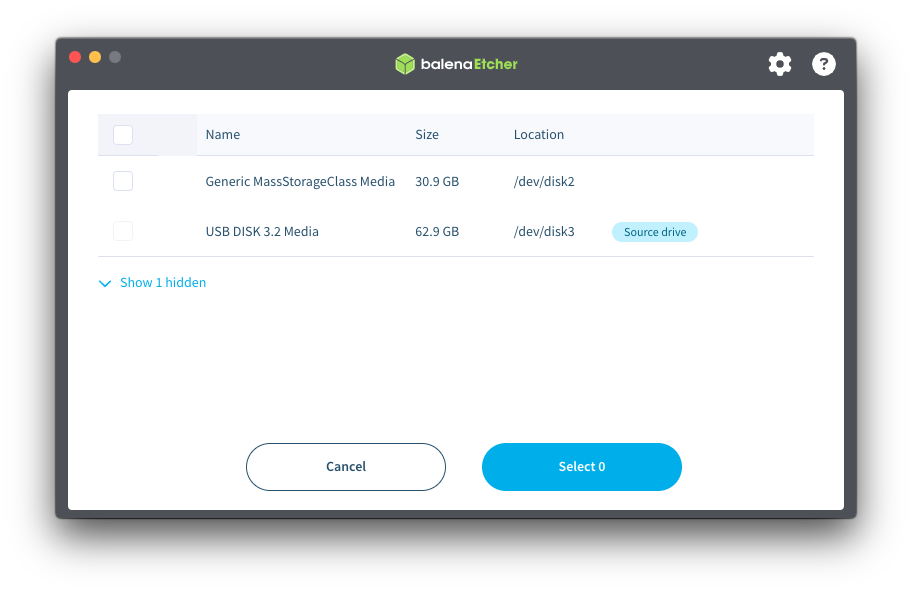 balenaEtcher
?
Name Size Location
Generic MassStorageClass Media 30.9 GB /dev/disk2
USB DISK 3.2 Media 62.9 GB /dev/disk3 Source drive
Show 1 hidden
Cancel Select 0